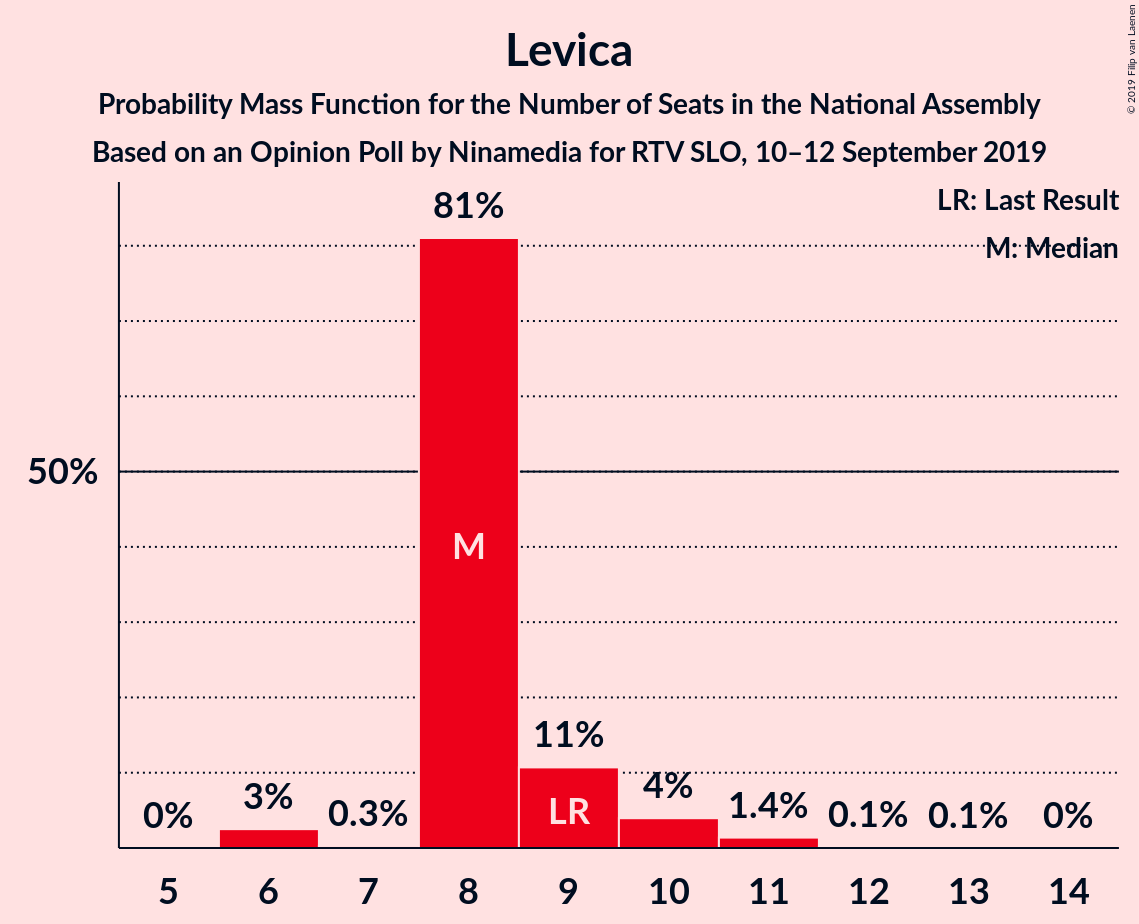 Levica
Probability Mass Function for the Number of Seats in the National Assembly
Based on an Opinion Poll by Ninamedia for RTV SLO, 10–12 September 2019
© 2019 Filip van Laenen
LR: Last Result
M: Median
50%
0%
3%
0.3%
81%
11%
4%
1.4%
0.1%
0.1%
0%
M
LR
5 6 7 8 9 10 11 12 13 14